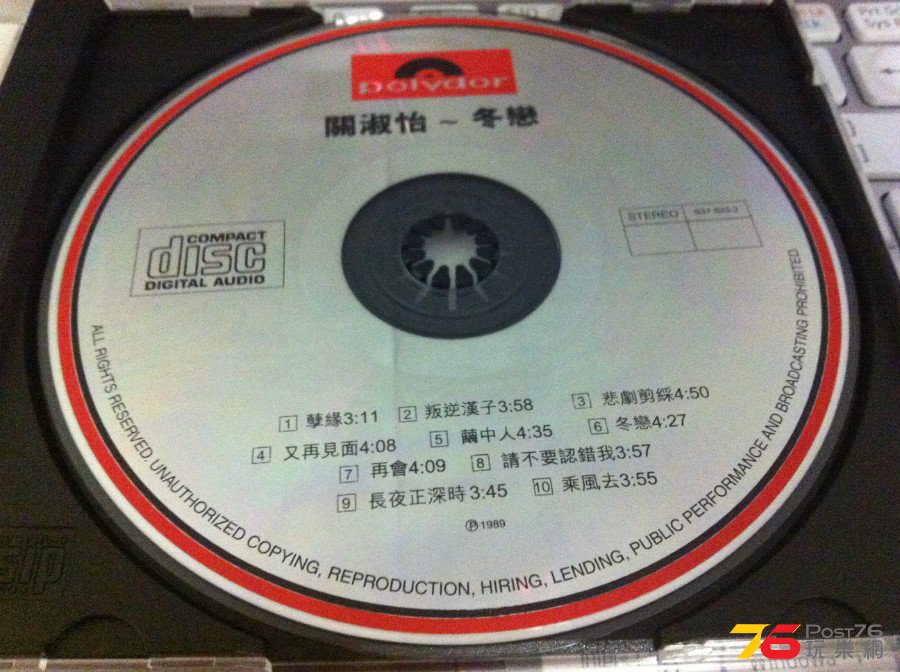 polydor
關淑怡～冬戀
COMPACT
disc
DIGITAL AUDIO
STEREO
1 孽緣3:11 2 叛逆漢子3:58 3 悲劇剪綵4:50
4 又再見面4:08 5 繭中人4:35 6 冬戀4:27
7 再會4:09 8 請不要認錯我3:57
9 長夜正深時3:45 10 乘風去3:55
Ⓟ1989
ALL RIGHTS RESERVED. UNAUTHORIZED COPYING, REPRODUCTION, HIRING, LENDING, PUBLIC PERFORMANCE AND BROADCASTING PROHIBITED
76 Post76
玩樂網